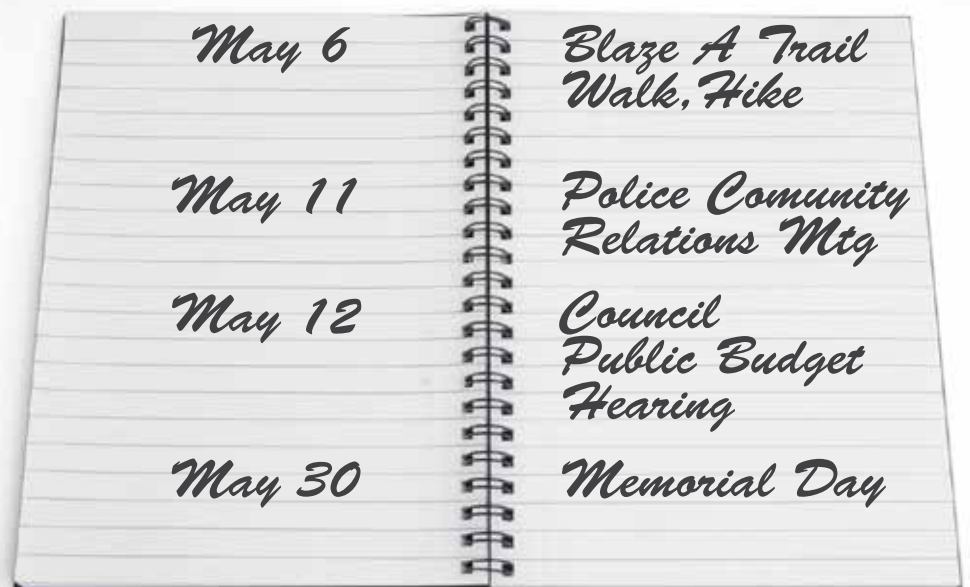 May 6 Blaze A Trail
Walk, Hike
May 11 Police Comunity
Relations Mtg
May 12 Council
Public Budget
Hearing
May 30 Memorial Day